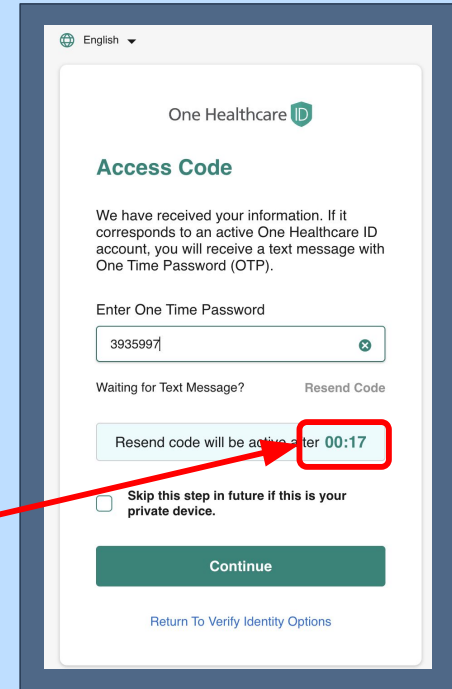 English
One Healthcare ID
Access Code
We have received your information. If it
corresponds to an active One Healthcare ID
account, you will receive a text message with
One Time Password (OTP).
Enter One Time Password
3935997
Waiting for Text Message? Resend Code
Resend code will be active after 00:17
Skip this step in future if this is your
private device.
Continue
Return To Verify Identity Options